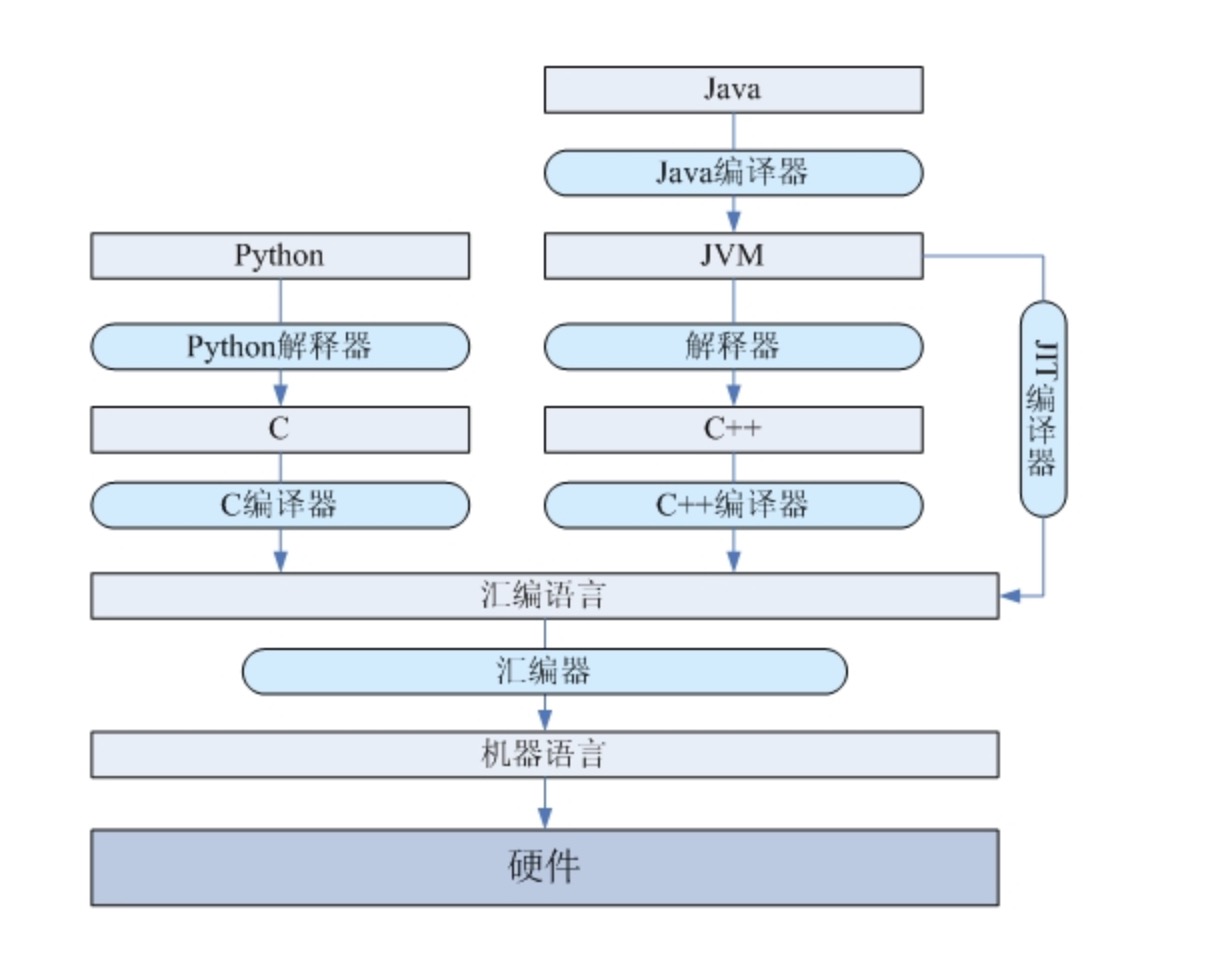 Java
Java编译器
Python
JVM
Python解释器
解释器
JIT编译器
C
C++
C编译器
C++编译器
汇编语言
汇编器
机器语言
硬件